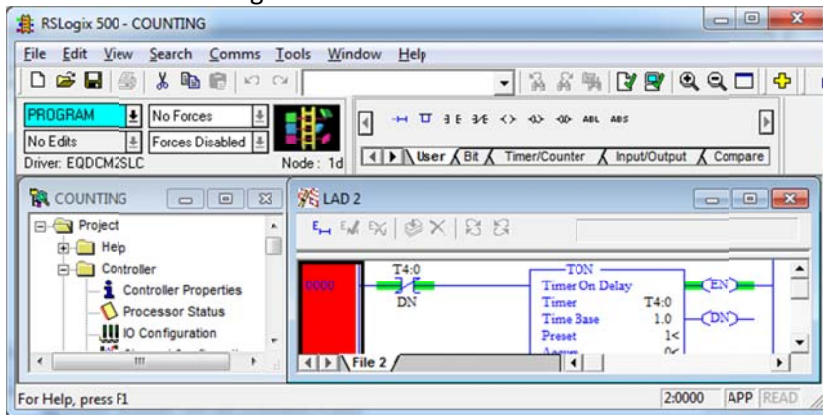 RSLogix 500 - COUNTING
File Edit View Search Comms Tools Window Help
PROGRAM No Forces
No Edits Forces Disabled
Driver: EQDCM2SLC Node: 1d
ABL ABS
User Bit Timer/Counter Input/Output Compare
COUNTING
Project
Help
Controller
Controller Properties
Processor Status
IO Configuration
LAD 2
0000
T4:0
DN
TON
Timer On Delay
Timer T4:0
Time Base 1.0
Preset 1<
Accum 0<
EN
DN
File 2
For Help, press F1 2:0000 APP READ